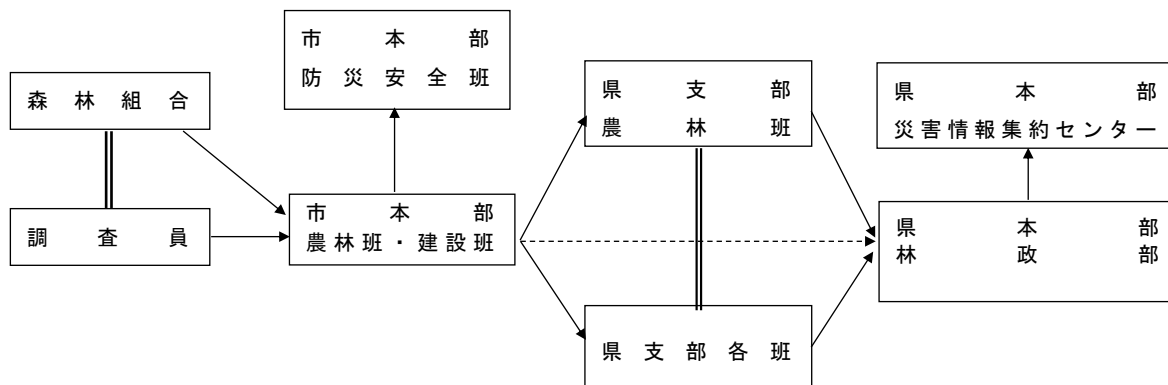 森林組合
調査員
市本部
防災安全班
市本部
農林班・建設班
県支部
農林班
県支部各班
県本部
災害情報集約センター
県本部
林政部